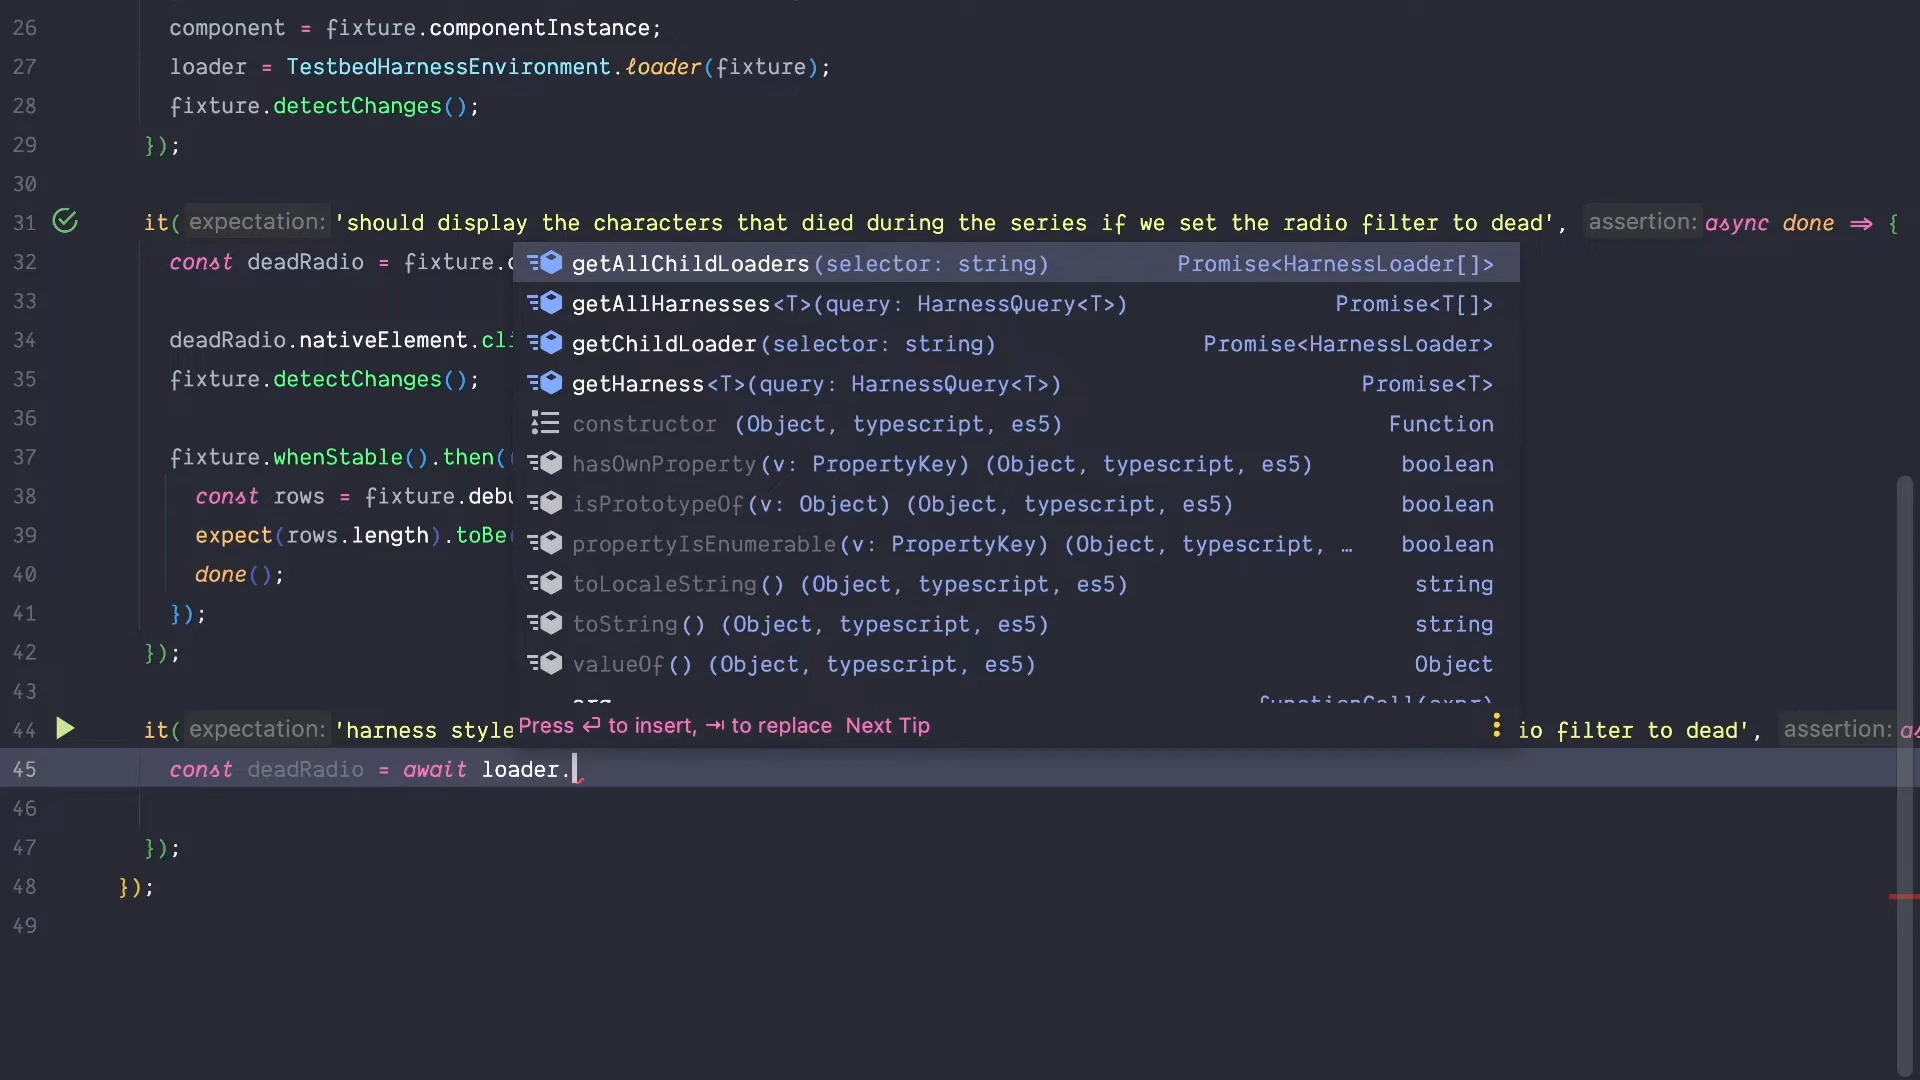 26 component = fixture.componentInstance;
27 loader = TestbedHarnessEnvironment.loader(fixture);
28 fixture.detectChanges();
29 });
30
31 it( expectation: 'should display the characters that died during the series if we set the radio filter to dead', assertion: async done => {
32 const deadRadio = fixture.
getAllChildLoaders(selector: string) Promise<HarnessLoader[]>
33 getAllHarnesses<T>(query: HarnessQuery<T>) Promise<T[]>
34 deadRadio.nativeElement.cli
getChildLoader(selector: string) Promise<HarnessLoader>
35 fixture.detectChanges();
getHarness<T>(query: HarnessQuery<T>) Promise<T>
36 constructor (Object, typescript, es5) Function
37 fixture.whenStable().then(
hasOwnProperty(v: PropertyKey) (Object, typescript, es5) boolean
38 const rows = fixture.debu
isPrototypeOf(v: Object) (Object, typescript, es5) boolean
39 expect(rows.length).toBe(
propertyIsEnumerable(v: PropertyKey) (Object, typescript, … boolean
40 done();
toLocaleString() (Object, typescript, es5) string
41 });
toString() (Object, typescript, es5) string
42 });
valueOf() (Object, typescript, es5) Object
43
44 it( expectation: 'harness style
Press ↵ to insert, ⇥ to replace Next Tip
io filter to dead', assertion: as
45 const deadRadio = await loader.
46
47 });
48 });
49